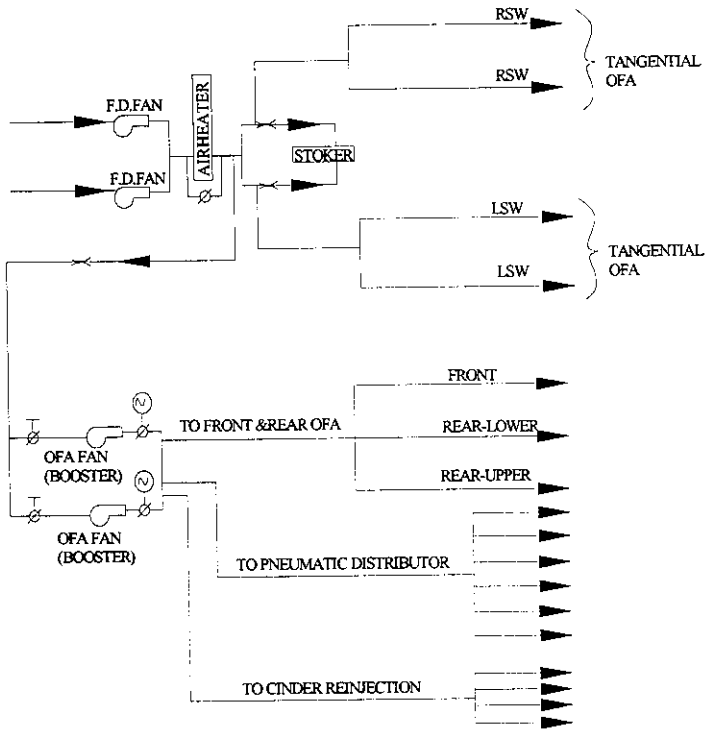 RSW
RSW
TANGENTIAL
OFA
F.D.FAN
F.D.FAN
AIRHEATER
STOKER
LSW
LSW
TANGENTIAL
OFA
FRONT
TO FRONT &REAR OFA
REAR-LOWER
REAR-UPPER
OFA FAN
(BOOSTER)
OFA FAN
(BOOSTER)
TO PNEUMATIC DISTRIBUTOR
TO CINDER REINJECTION